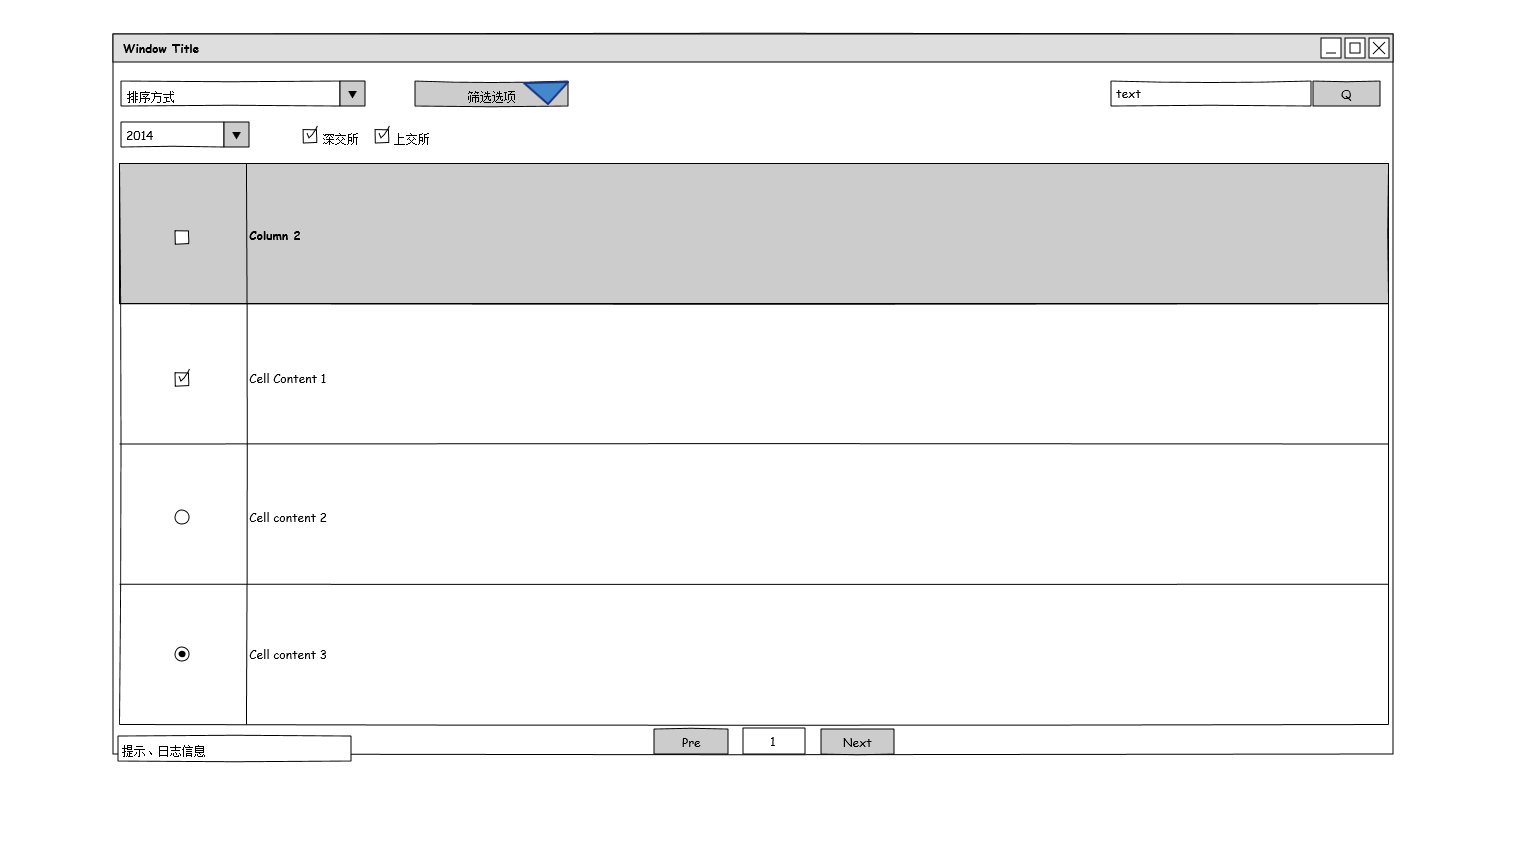 Window Title
排序方式
筛选选项
text
Q
2014
深交所
上交所
Column 2
Cell Content 1
Cell content 2
Cell content 3
Pre
1
Next
提示、日志信息